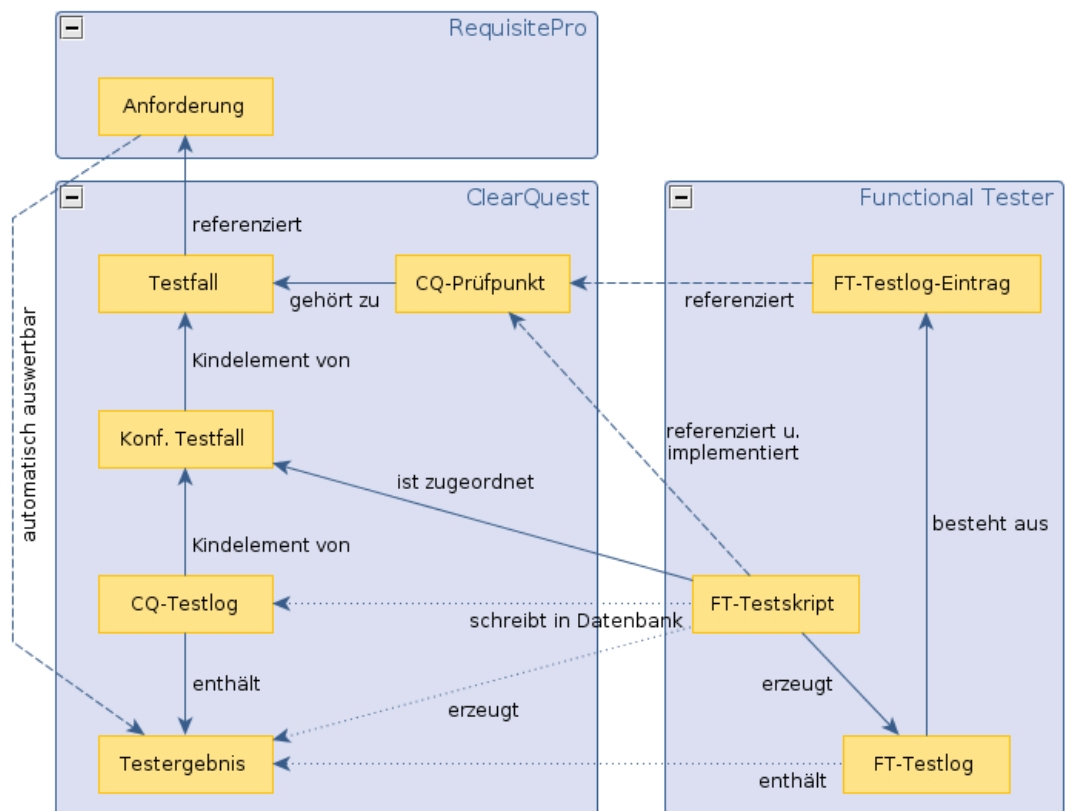 RequisitePro
Anforderung
ClearQuest
Functional Tester
referenziert
Testfall
gehört zu
CQ-Prüfpunkt
referenziert
FT-Testlog-Eintrag
automatisch auswertbar
Kindelement von
Konf. Testfall
referenziert u.
implementiert
ist zugeordnet
besteht aus
Kindelement von
CQ-Testlog
schreibt in Datenbank
FT-Testskript
enthält
erzeugt
erzeugt
Testergebnis
enthält
FT-Testlog